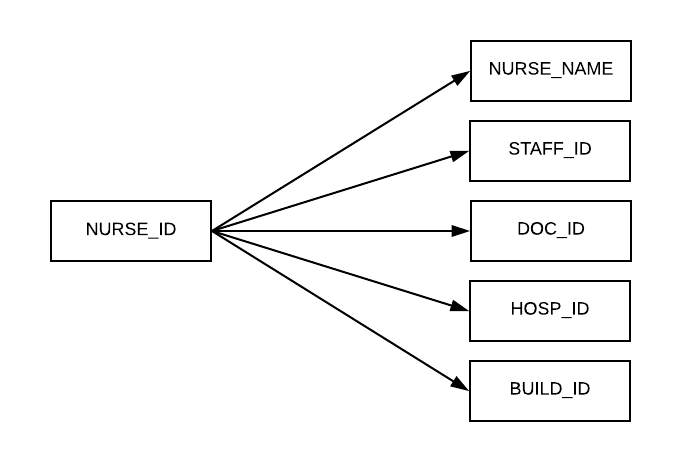 NURSE_NAME
STAFF_ID
NURSE_ID
DOC_ID
HOSP_ID
BUILD_ID